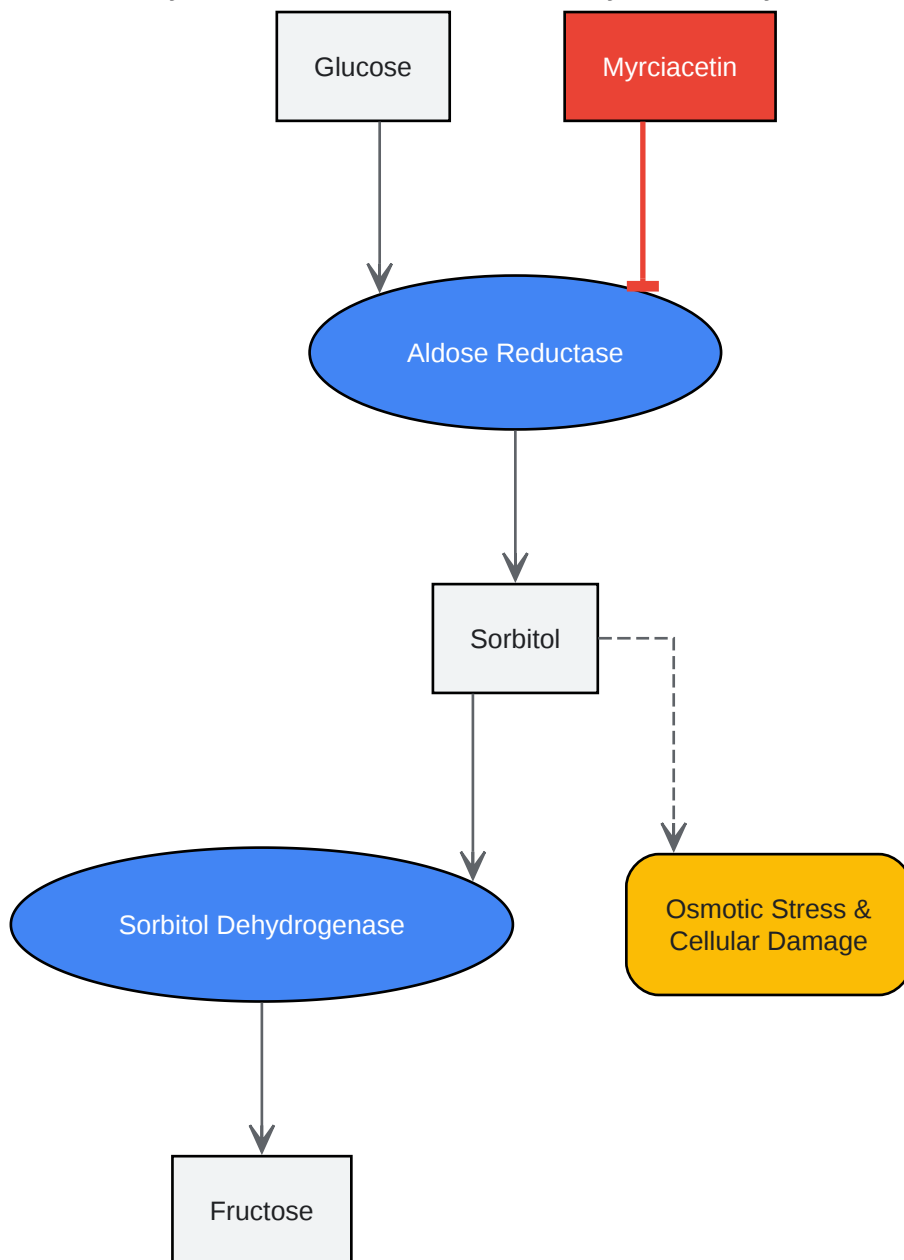 Glucose
Myrciacetin
Aldose Reductase
Sorbitol
Sorbitol Dehydrogenase
Osmotic Stress &
Cellular Damage
Fructose